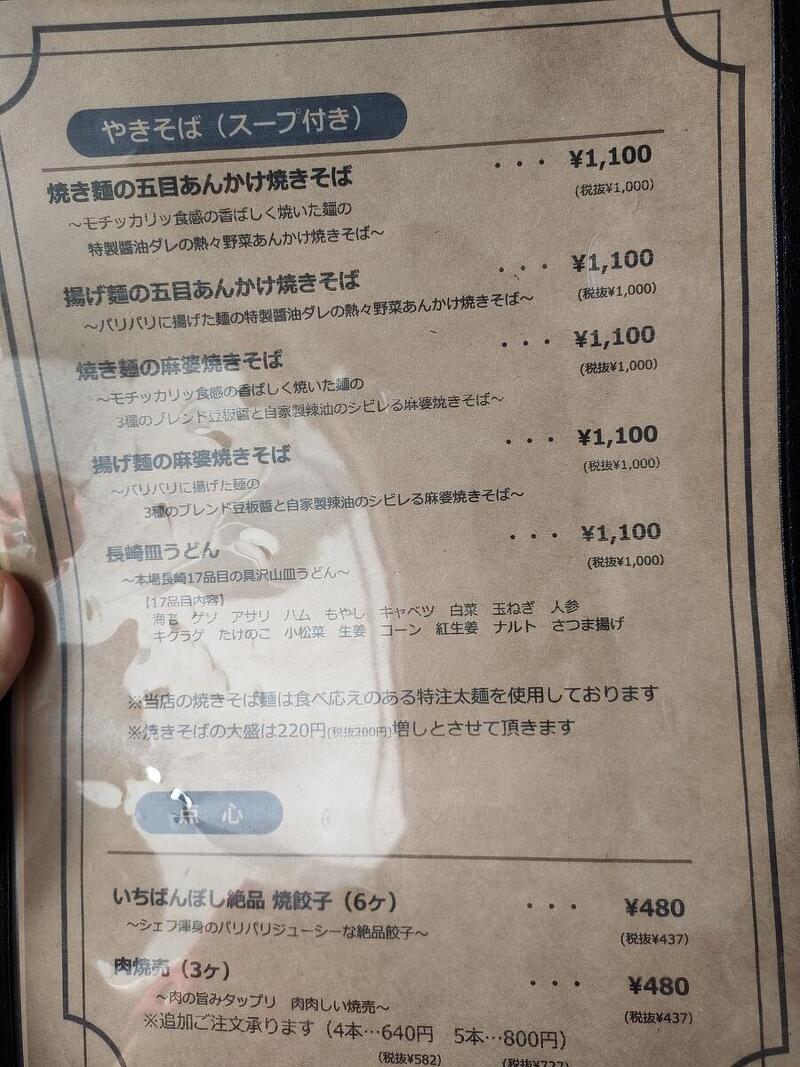 やきそば（スープ付き）
焼き麺の五目あんかけ焼きそば ・・・ ¥1,100
(税抜¥1,000)
～モチッカリッ食感の香ばしく焼いた麺の
特製醬油ダレの熱々野菜あんかけ焼きそば～
揚げ麺の五目あんかけ焼きそば ・・・ ¥1,100
(税抜¥1,000)
～パリパリに揚げた麺の特製醬油ダレの熱々野菜あんかけ焼きそば～
焼き麺の麻婆焼きそば ・・・ ¥1,100
(税抜¥1,000)
～モチッカリッ食感の香ばしく焼いた麺の
3種のブレンド豆板醤と自家製辣油のシビレる麻婆焼きそば～
揚げ麺の麻婆焼きそば ・・・ ¥1,100
(税抜¥1,000)
～パリパリに揚げた麺の
3種のブレンド豆板醤と自家製辣油のシビレる麻婆焼きそば～
長崎皿うどん ・・・ ¥1,100
(税抜¥1,000)
～本場長崎17品目の具沢山皿うどん～
【17品目内容】
海老 ゲソ アサリ ハム もやし キャベツ 白菜 玉ねぎ 人参
キクラゲ たけのこ 小松菜 生姜 コーン 紅生姜 ナルト さつま揚げ
※当店の焼きそば麺は食べ応えのある特注太麺を使用しております
※焼きそばの大盛は220円(税抜200円)増しとさせて頂きます
点 心
いちばんぼし絶品 焼餃子（6ケ） ・・・ ¥480
(税抜¥437)
～シェフ渾身のパリパリジューシーな絶品餃子～
肉焼売（3ケ） ・・・ ¥480
(税抜¥437)
～肉の旨みタップリ 肉肉しい焼売～
※追加ご注文承ります（4本…640円 5本…800円）
(税抜¥582) (税抜¥727)